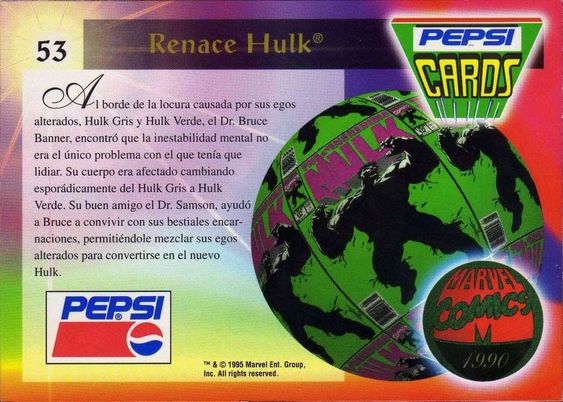 53
Renace Hulk®
PEPSI
CARDS
Al borde de la locura causada por sus egos
alterados, Hulk Gris y Hulk Verde, el Dr. Bruce
Banner, encontró que la inestabilidad mental no
era el único problema con el que tenía que
lidiar. Su cuerpo era afectado cambiando
esporádicamente del Hulk Gris a Hulk
Verde. Su buen amigo el Dr. Samson, ayudó
a Bruce a convivir con sus bestiales encar-
naciones, permitiéndole mezclar sus egos
alterados para convertirse en el nuevo
Hulk.
HULK
PEPSI®
MARVEL
COMICS
M
1990
™ & © 1995 Marvel Ent. Group,
Inc. All rights reserved.